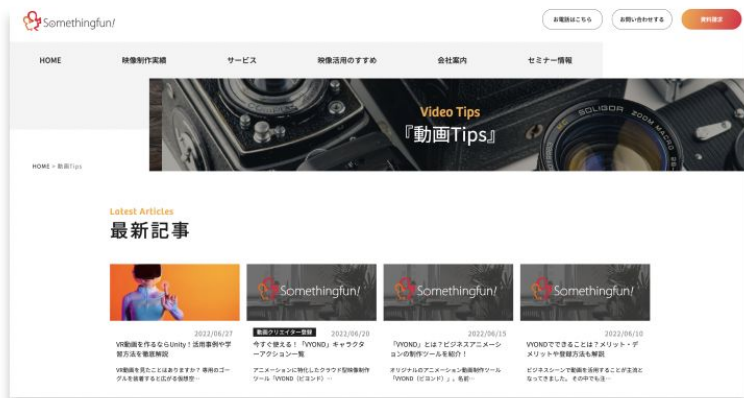 Somethingfun!
お電話はこちら
お問い合わせする
資料請求
HOME
映像制作実績
サービス
映像活用のすすめ
会社案内
セミナー情報
Video Tips
『動画Tips』
SOLIGOR ZOOM MACRO
HOME > 動画Tips
Latest Articles
最新記事
Somethingfun!
Somethingfun!
Somethingfun!
2022/06/27
VR動画を作るならUnity！活用事例や学
習方法を徹底解説
VR動画を見たことはありますか？ 専用のゴー
グルを装着すると広がる仮想空…
動画クリエイター登録
2022/06/20
今すぐ使える！「VYOND」キャラクタ
ーアクション一覧
アニメーションに特化したクラウド型映像制作
ツール「VYOND（ビヨンド）…
2022/06/15
「VYOND」とは？ビジネスアニメーシ
ョンの制作ツールを紹介！
オリジナルのアニメーション動画制作ツール
「VYOND（ビヨンド）」。名前…
2022/06/10
VYONDでできることは？メリット・デ
メリットや登録方法も解説
ビジネスシーンで動画を活用することが主流と
なってきました。 その中でも注…